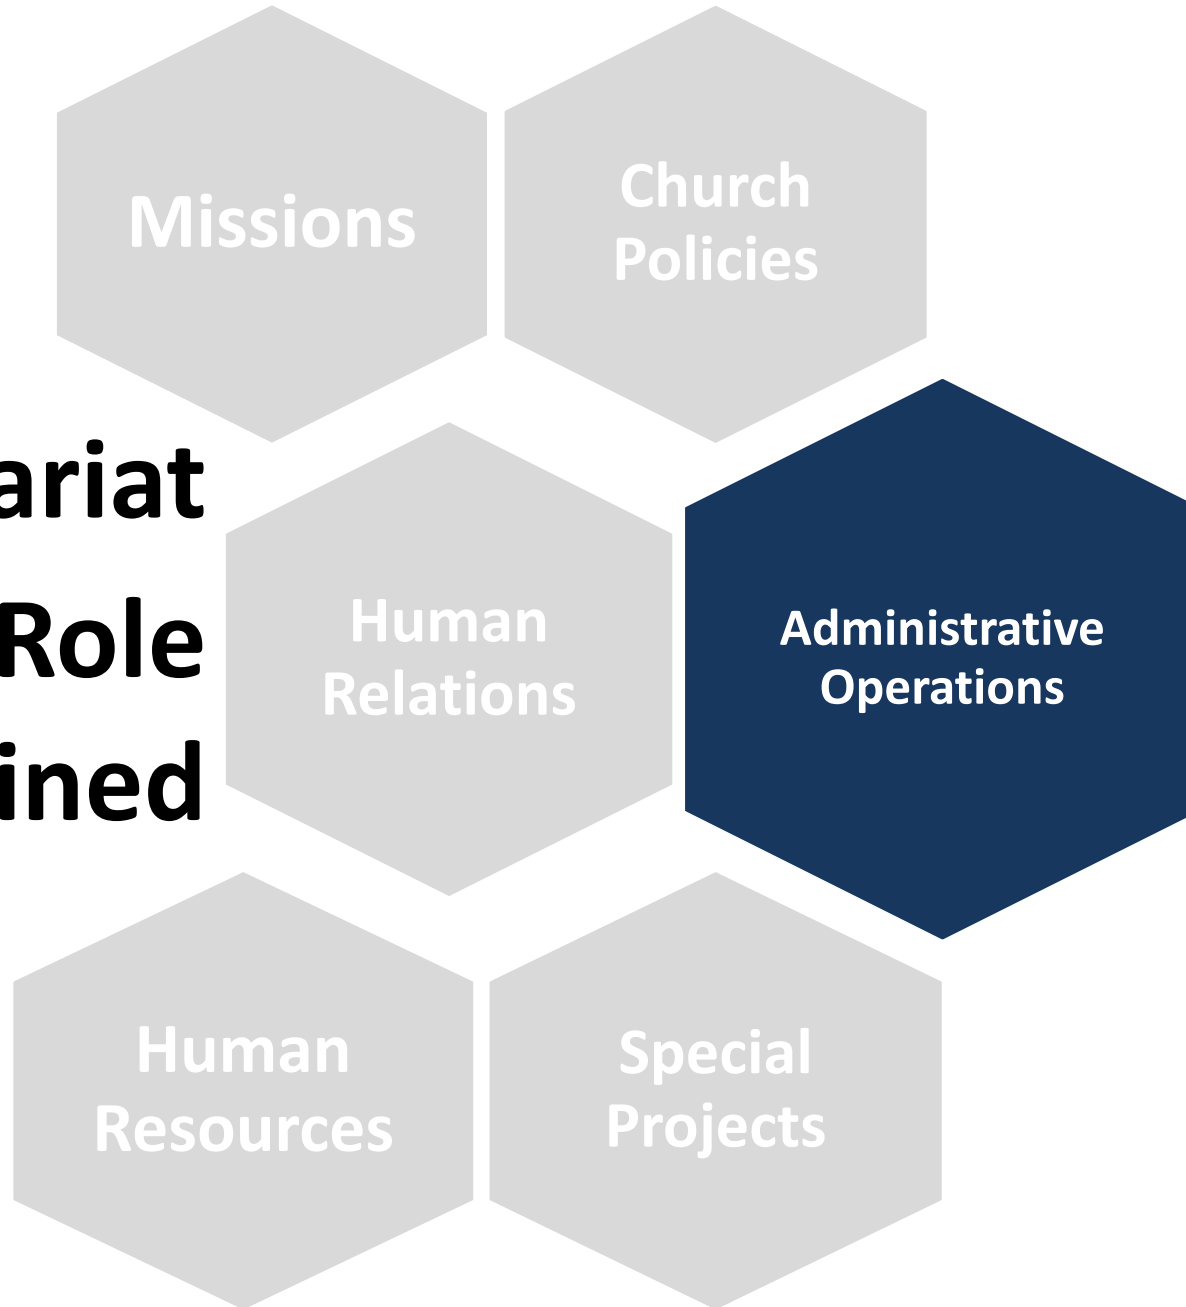 Missions
Church
Policies
ariat
Role
ined
Human
Relations
Administrative
Operations
Human
Resources
Special
Projects